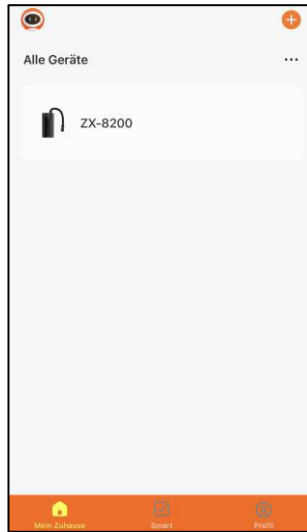 Alle Geräte
ZX-8200
Mein Zuhause
Smart
Profil